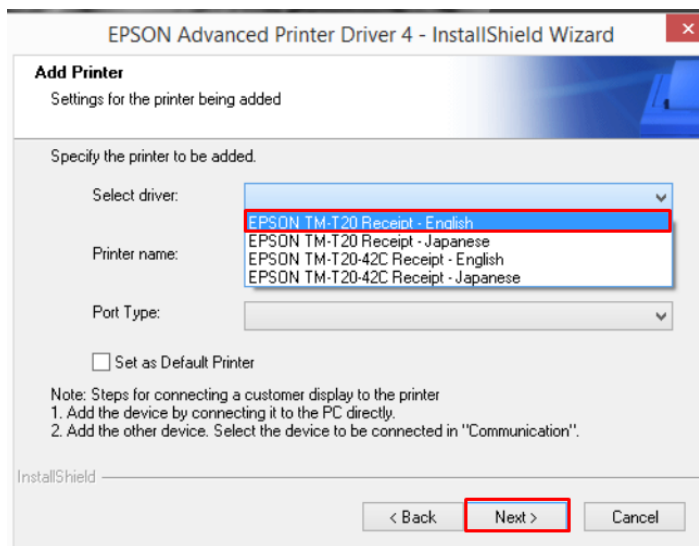 EPSON Advanced Printer Driver 4 - InstallShield Wizard
Add Printer
Settings for the printer being added
Specify the printer to be added.
Select driver:
EPSON TM-T20 Receipt - English
EPSON TM-T20 Receipt - Japanese
Printer name:
EPSON TM-T20-42C Receipt - English
EPSON TM-T20-42C Receipt - Japanese
Port Type:
Set as Default Printer
Note: Steps for connecting a customer display to the printer
1. Add the device by connecting it to the PC directly.
2. Add the other device. Select the device to be connected in "Communication".
InstallShield
< Back Next > Cancel